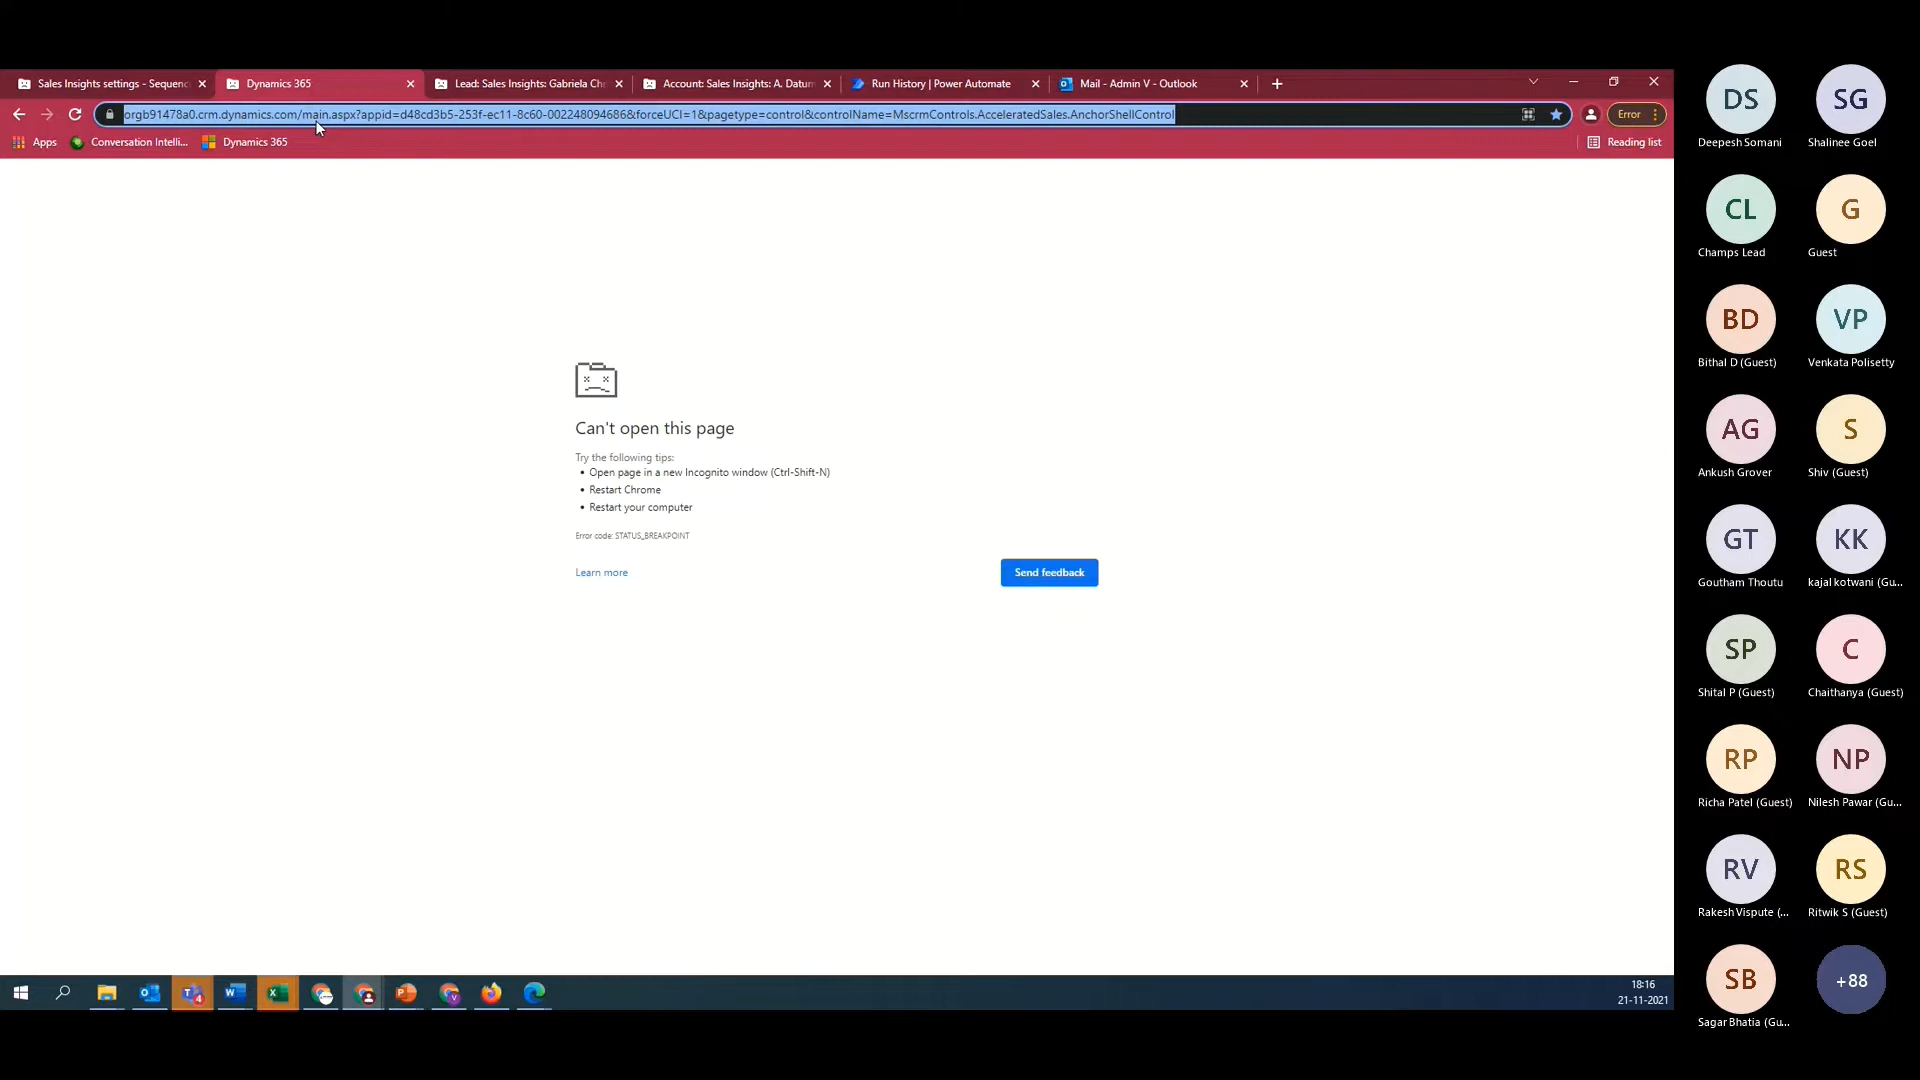 Sales Insights settings - Sequenc
Dynamics 365
Lead: Sales Insights: Gabriela Ch
Account: Sales Insights: A. Datum
Run History | Power Automate
Mail - Admin V - Outlook
orgb91478a0.crm.dynamics.com/main.aspx?appid=d48cd3b5-253f-ec11-8c60-002248094686&forceUCI=1&pagetype=control&controlName=MscrmControls.AcceleratedSales.AnchorShellControl
Error
Apps
Conversation Intelli...
Dynamics 365
Reading list
Can't open this page
Try the following tips:
• Open page in a new Incognito window (Ctrl-Shift-N)
• Restart Chrome
• Restart your computer
Error code: STATUS_BREAKPOINT
Learn more
Send feedback
18:16
21-11-2021
DS
Deepesh Somani
SG
Shalinee Goel
CL
Champs Lead
G
Guest
BD
Bithal D (Guest)
VP
Venkata Polisetty
AG
Ankush Grover
S
Shiv (Guest)
GT
Goutham Thoutu
KK
kajal kotwani (Gu...
SP
Shital P (Guest)
C
Chaithanya (Guest)
RP
Richa Patel (Guest)
NP
Nilesh Pawar (Gu...
RV
Rakesh Vispute (...
RS
Ritwik S (Guest)
SB
Sagar Bhatia (Gu...
+88